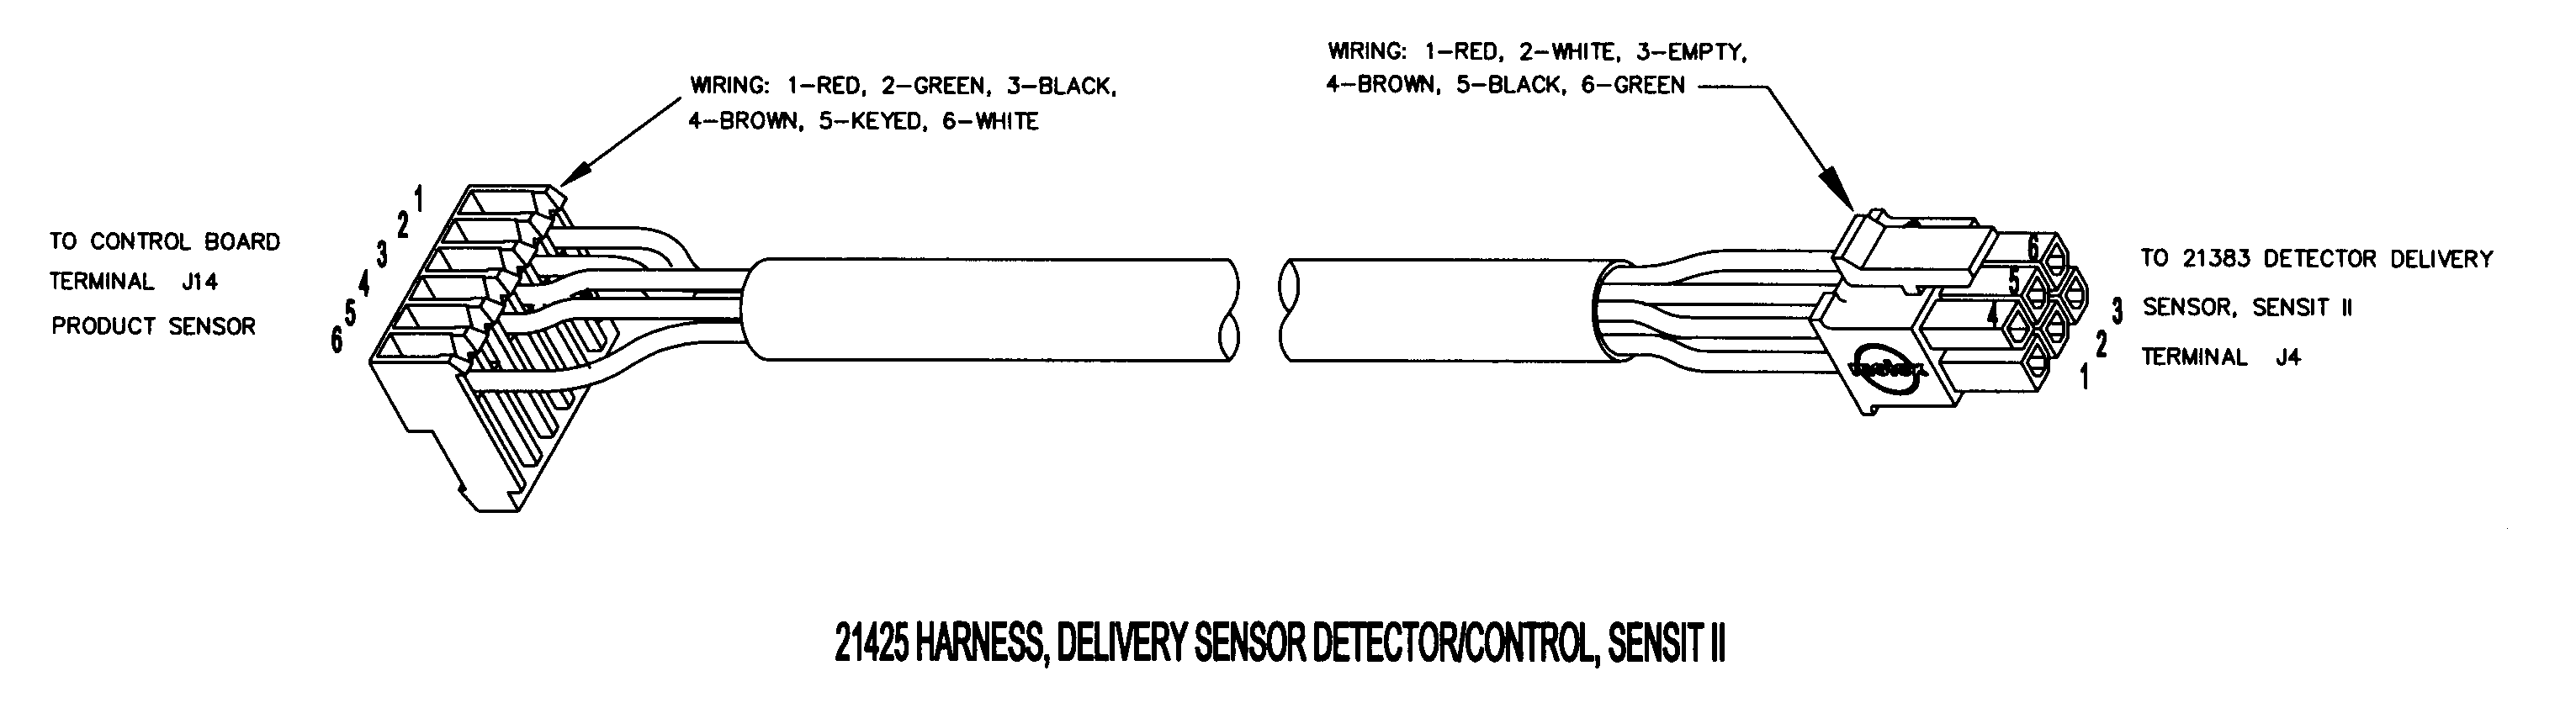 WIRING: 1-RED, 2-WHITE, 3-EMPTY,
4-BROWN, 5-BLACK, 6-GREEN
WIRING: 1-RED, 2-GREEN, 3-BLACK,
4-BROWN, 5-KEYED, 6-WHITE
1
2
3
4
5
6
TO CONTROL BOARD
TERMINAL J14
PRODUCT SENSOR
6
5
4
3
2
1
TO 21383 DETECTOR DELIVERY
SENSOR, SENSIT II
TERMINAL J4
21425 HARNESS, DELIVERY SENSOR DETECTOR/CONTROL, SENSIT II